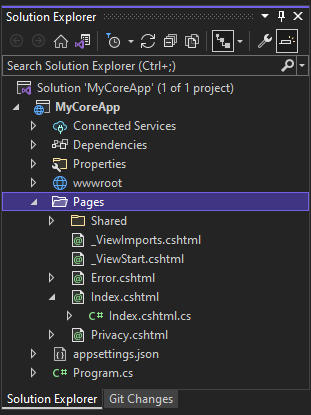 Solution Explorer
Search Solution Explorer (Ctrl+;)
Solution 'MyCoreApp' (1 of 1 project)
MyCoreApp
Connected Services
Dependencies
Properties
wwwroot
Pages
Shared
_ViewImports.cshtml
_ViewStart.cshtml
Error.cshtml
Index.cshtml
C# Index.cshtml.cs
Privacy.cshtml
appsettings.json
C# Program.cs
Solution Explorer Git Changes